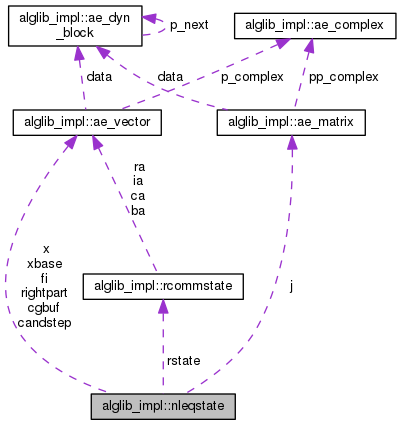 alglib_impl::ae_dyn
_block
p_next
alglib_impl::ae_complex
data
data
p_complex
pp_complex
alglib_impl::ae_vector
alglib_impl::ae_matrix
ra
ia
ca
ba
x
xbase
fi
rightpart
cgbuf
candstep
alglib_impl::rcommstate
j
rstate
alglib_impl::nleqstate